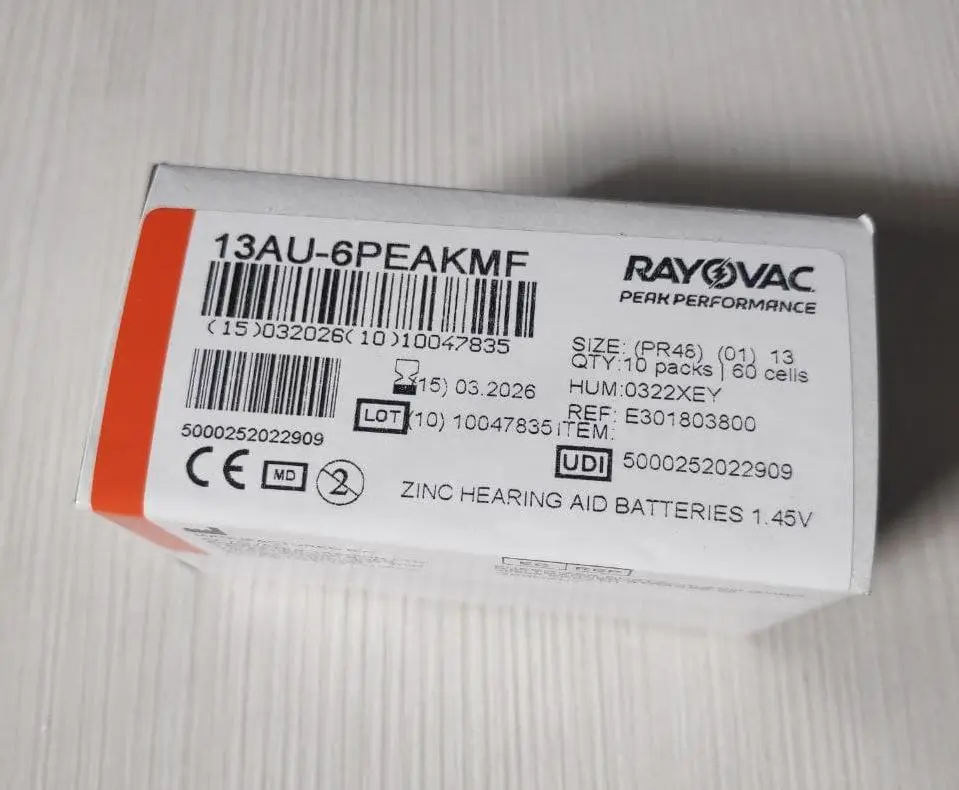 13AU-6PEAKMF
(15)032026(10)10047835
RAYOVAC
PEAK PERFORMANCE
SIZE: (PR48) (01) 13
QTY:10 packs | 60 cells
HUM:0322XEY
REF: E301803800
ITEM:
(15) 03.2026
LOT (10) 10047835
5000252022909
CE MD 2
UDI 5000252022909
ZINC HEARING AID BATTERIES 1.45V
EC REP